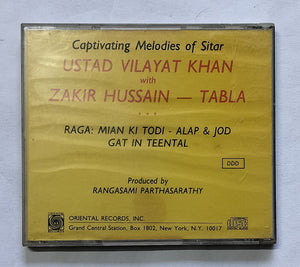 Captivating Melodies of Sitar
USTAD VILAYAT KHAN
with
ZAKIR HUSSAIN — TABLA
• • •
RAGA: MIAN KI TODI - ALAP & JOD
GAT IN TEENTAL
DDD
Produced by
RANGASAMI PARTHASARATHY
ORIENTAL RECORDS, INC.
Grand Central Station, Box 1802, New York, N.Y. 10017